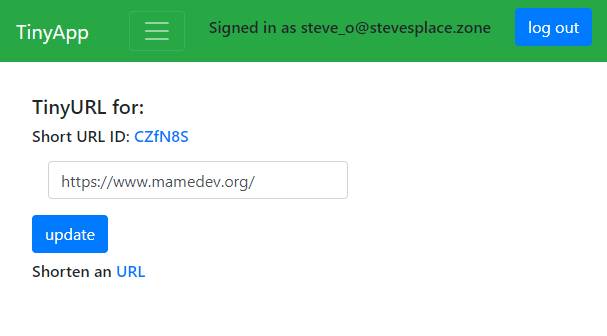 TinyApp
Signed in as steve_o@stevesplace.zone
log out
TinyURL for:
Short URL ID: CZfN8S
https://www.mamedev.org/
update
Shorten an URL